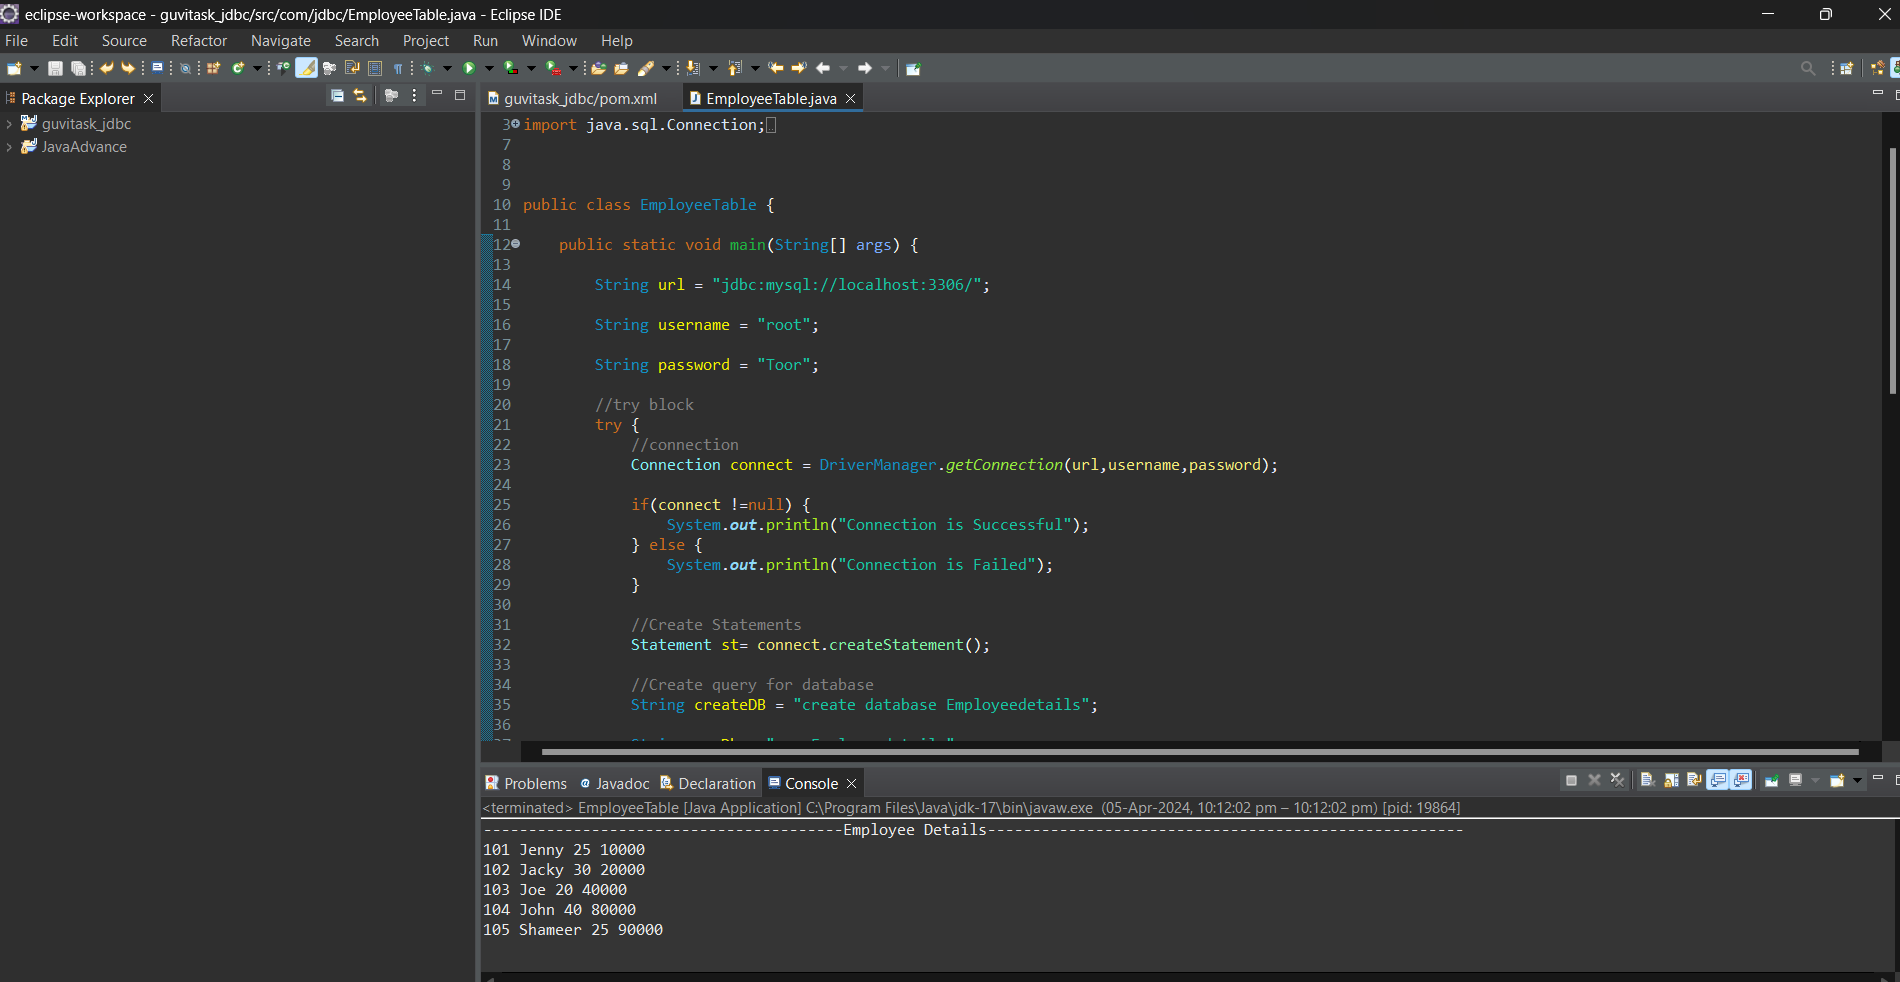 eclipse-workspace - guvitask_jdbc/src/com/jdbc/EmployeeTable.java - Eclipse IDE
File Edit Source Refactor Navigate Search Project Run Window Help
Package Explorer
guvitask_jdbc
JavaAdvance
guvitask_jdbc/pom.xml EmployeeTable.java
3 import java.sql.Connection;
7
8
9
10 public class EmployeeTable {
11
12 public static void main(String[] args) {
13
14 String url = "jdbc:mysql://localhost:3306/";
15
16 String username = "root";
17
18 String password = "Toor";
19
20 //try block
21 try {
22 //connection
23 Connection connect = DriverManager.getConnection(url,username,password);
24
25 if(connect !=null) {
26 System.out.println("Connection is Successful");
27 } else {
28 System.out.println("Connection is Failed");
29 }
30
31 //Create Statements
32 Statement st= connect.createStatement();
33
34 //Create query for database
35 String createDB = "create database Employeedetails";
36
Problems Javadoc Declaration Console
<terminated> EmployeeTable [Java Application] C:\Program Files\Java\jdk-17\bin\javaw.exe (05-Apr-2024, 10:12:02 pm – 10:12:02 pm) [pid: 19864]
----------------------------------------Employee Details-----------------------------------------------------
101 Jenny 25 10000
102 Jacky 30 20000
103 Joe 20 40000
104 John 40 80000
105 Shameer 25 90000